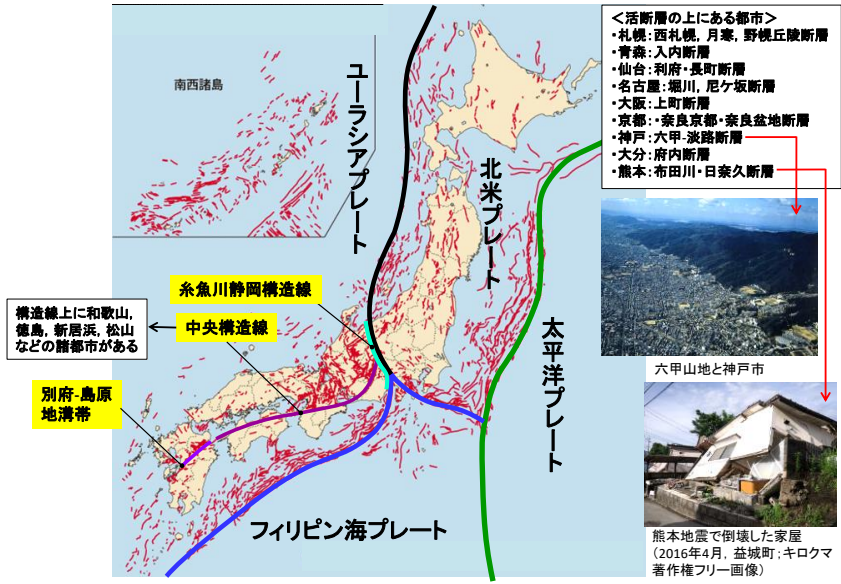 <活断層の上にある都市>
・札幌：西札幌，月寒，野幌丘陵断層
・青森：入内断層
・仙台：利府・長町断層
・名古屋：堀川，尼ケ坂断層
・大阪：上町断層
・京都：・奈良京都・奈良盆地断層
・神戸：六甲-淡路断層
・大分：府内断層
・熊本：布田川・日奈久断層
南西諸島
ユーラシアプレート
北米プレート
太平洋プレート
フィリピン海プレート
糸魚川静岡構造線
中央構造線
構造線上に和歌山，
徳島，新居浜，松山
などの諸都市がある
別府-島原
地溝帯
六甲山地と神戸市
熊本地震で倒壊した家屋
（2016年4月，益城町；キロクマ
著作権フリー画像）